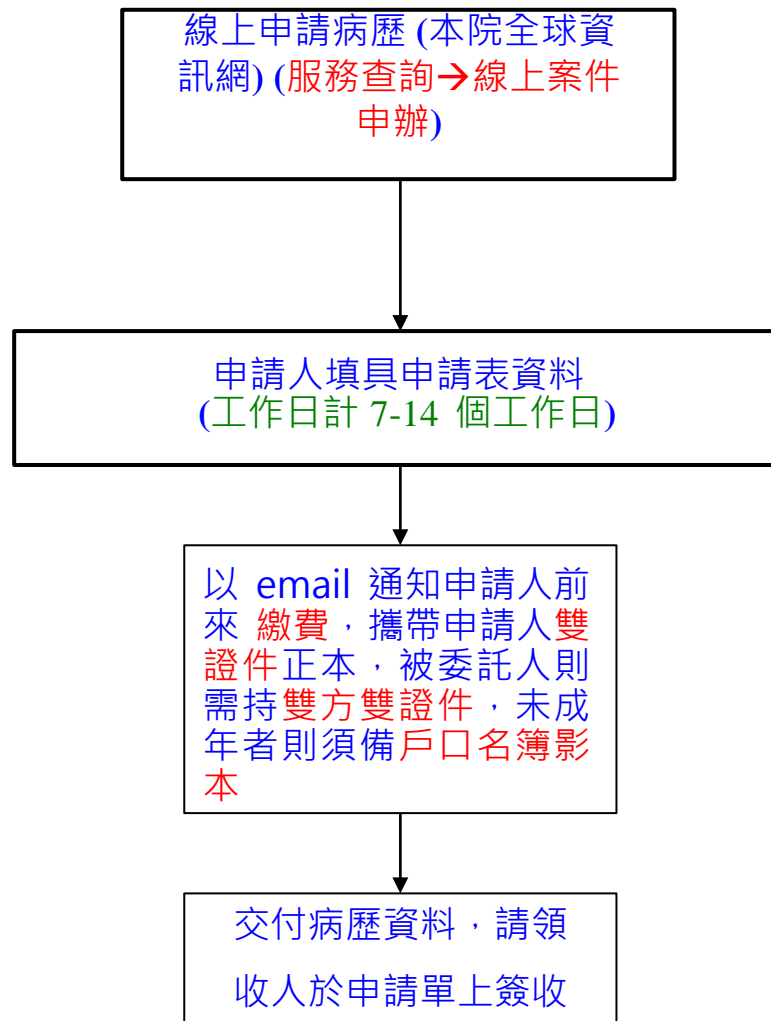 線上申請病歷 (本院全球資
訊網) (服務查詢→線上案件
申辦)
申請人填具申請表資料
(工作日計 7-14 個工作日)
以 email 通知申請人前
來 繳費，攜帶申請人雙
證件正本，被委託人則
需持雙方雙證件，未成
年者則須備戶口名簿影
本
交付病歷資料，請領
收人於申請單上簽收